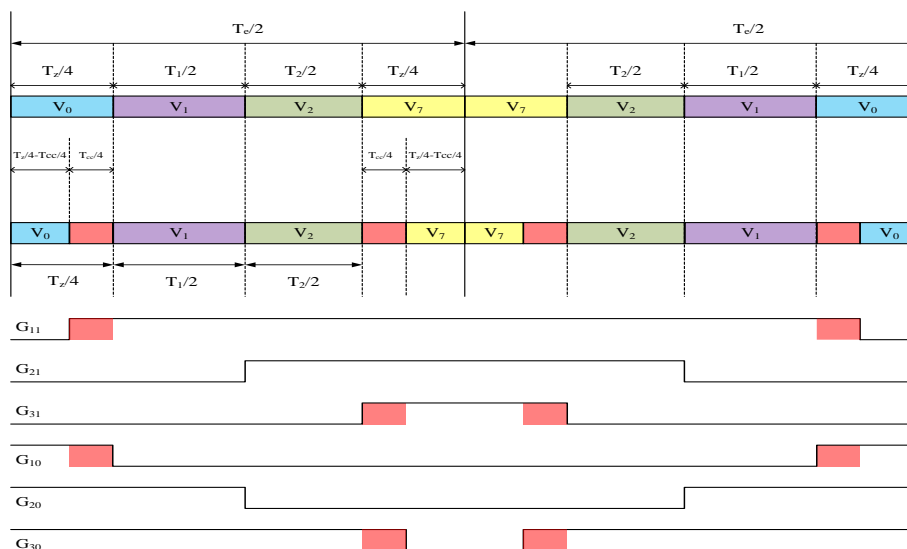 Te/2 Te/2
Tz/4 T1/2 T2/2 Tz/4 T2/2 T1/2 Tz/4
V0 V1 V2 V7 V7 V2 V1 V0
Tz/4-Tcc/4 Tcc/4 Tcc/4 Tz/4-Tcc/4
V0 V1 V2 V7 V7 V2 V1 V0
Tz/4 T1/2 T2/2
G11
G21
G31
G10
G20
G30